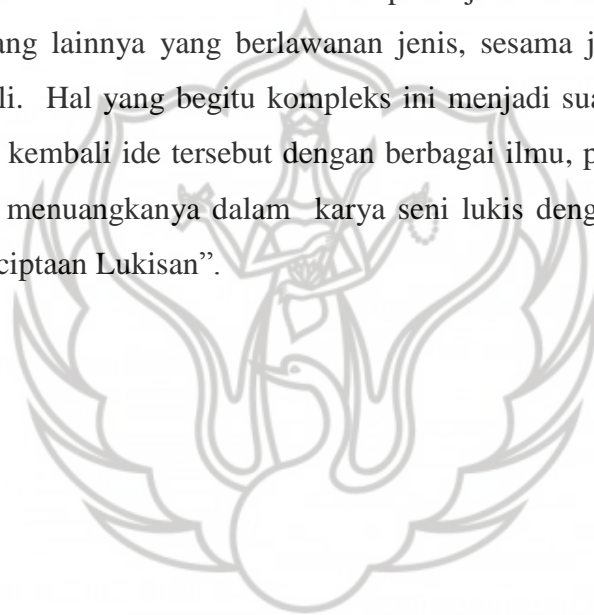 ang lainnya yang berlawanan jenis, sesama j
li. Hal yang begitu kompleks ini menjadi sua
kembali ide tersebut dengan berbagai ilmu, p
menuangkanya dalam karya seni lukis deng
ciptaan Lukisan”.